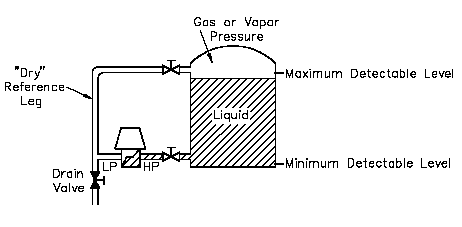 Gas or Vapor
Pressure
"Dry"
Reference
Leg
Maximum Detectable Level
Liquid
Minimum Detectable Level
LP
HP
Drain
Valve